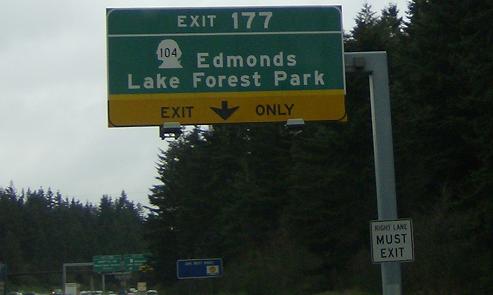 EXIT 177
104 Edmonds
Lake Forest Park
EXIT ONLY
RIGHT LANE
MUST
EXIT